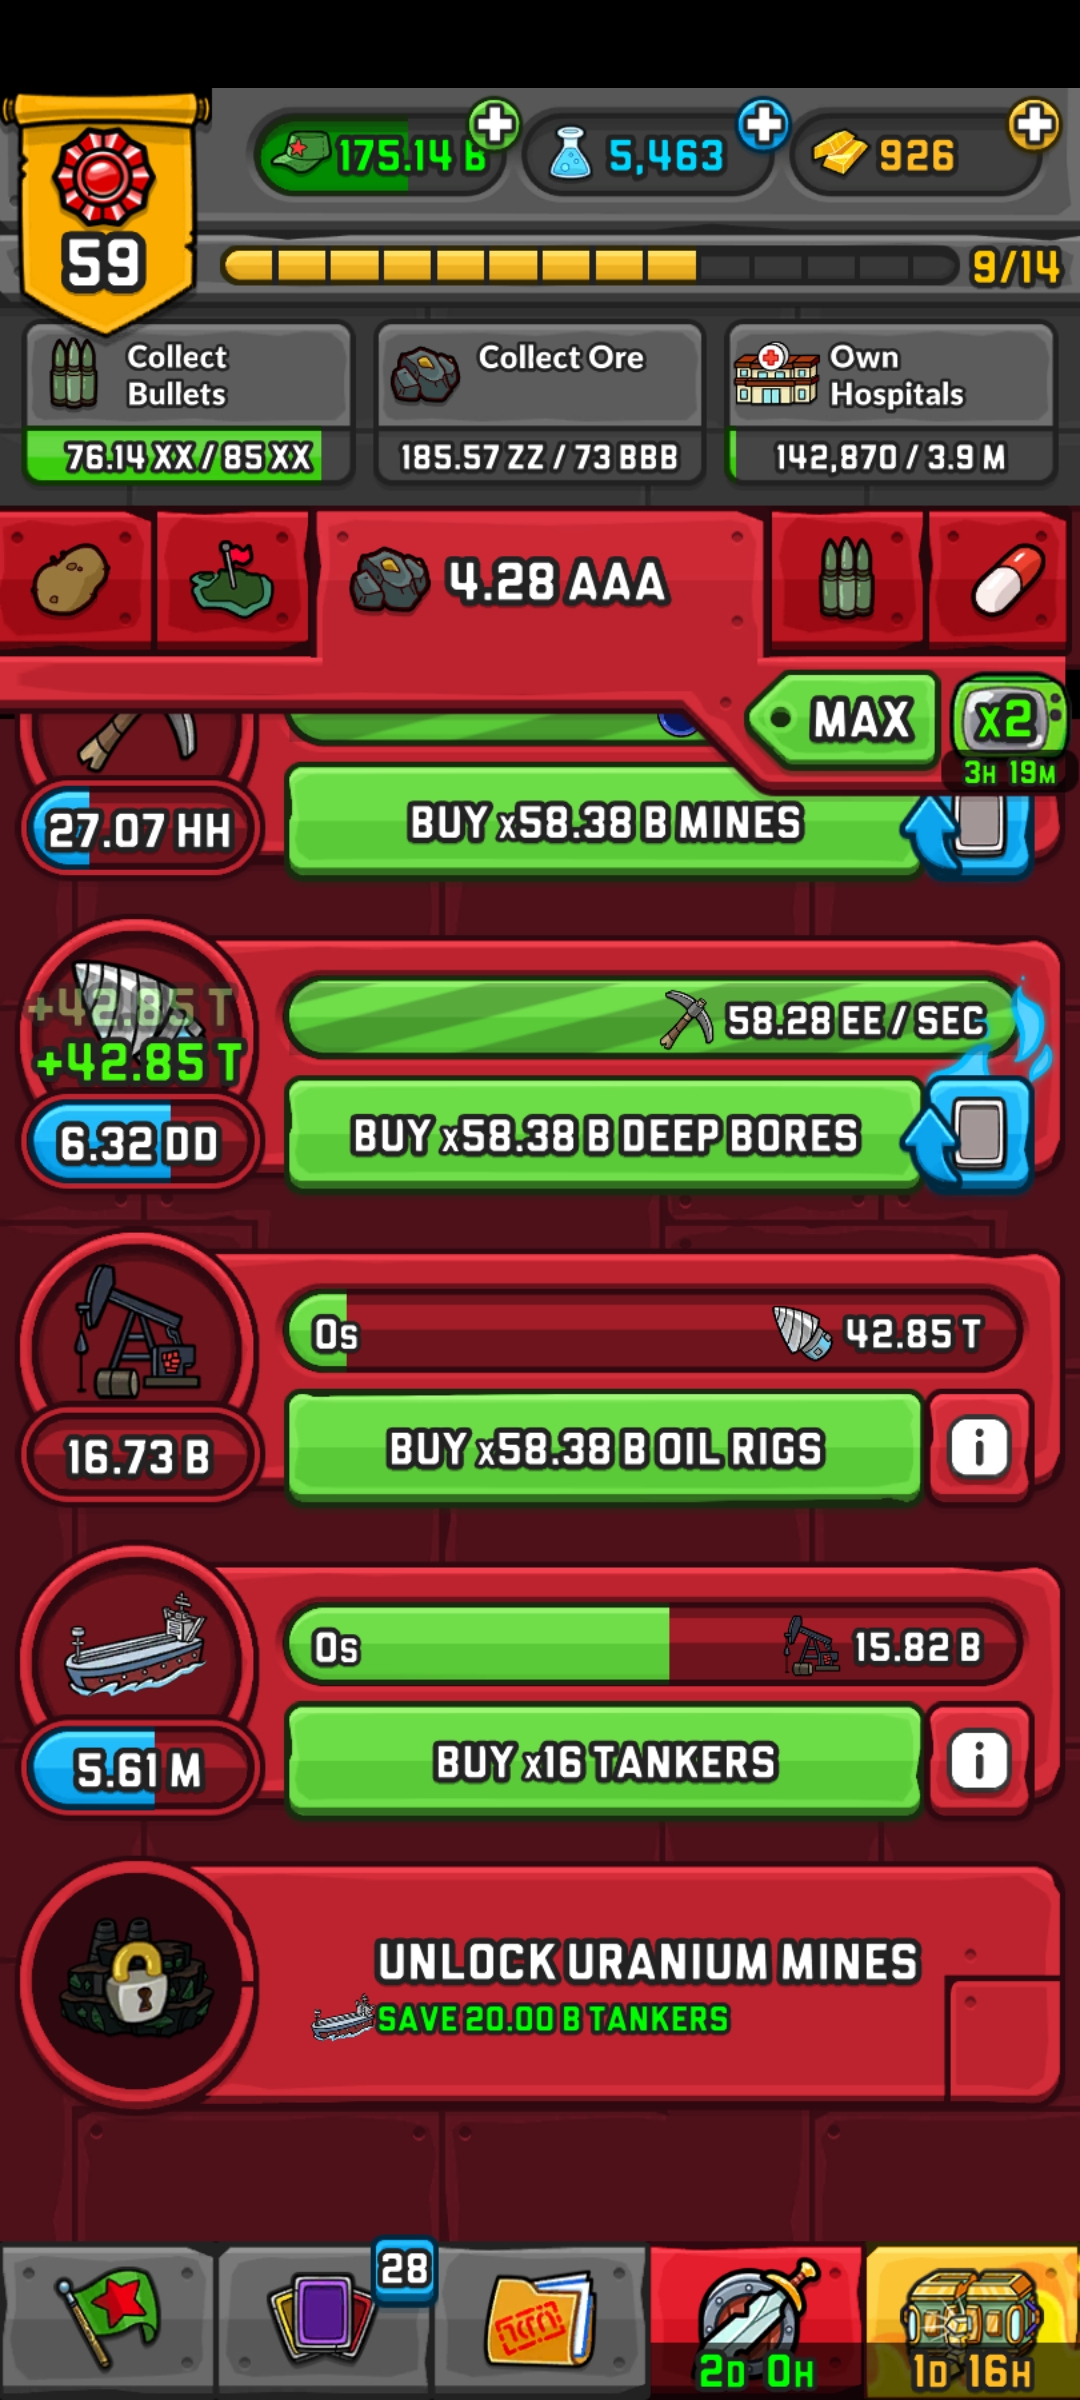 175.14 B
5,463
926
59
9/14
Collect
Bullets
76.14 XX / 85 XX
Collect Ore
185.57 ZZ / 73 BBB
Own
Hospitals
142,870 / 3.9 M
4.28 AAA
MAX
x2
3H 19M
27.07 HH
BUY x58.38 B MINES
+42.85 T
+42.85 T
58.28 EE / SEC
6.32 DD
BUY x58.38 B DEEP BORES
0s
42.85 T
16.73 B
BUY x58.38 B OIL RIGS
i
0s
15.82 B
5.61 M
BUY x16 TANKERS
i
UNLOCK URANIUM MINES
SAVE 20.00 B TANKERS
28
2D 0H
1D 16H